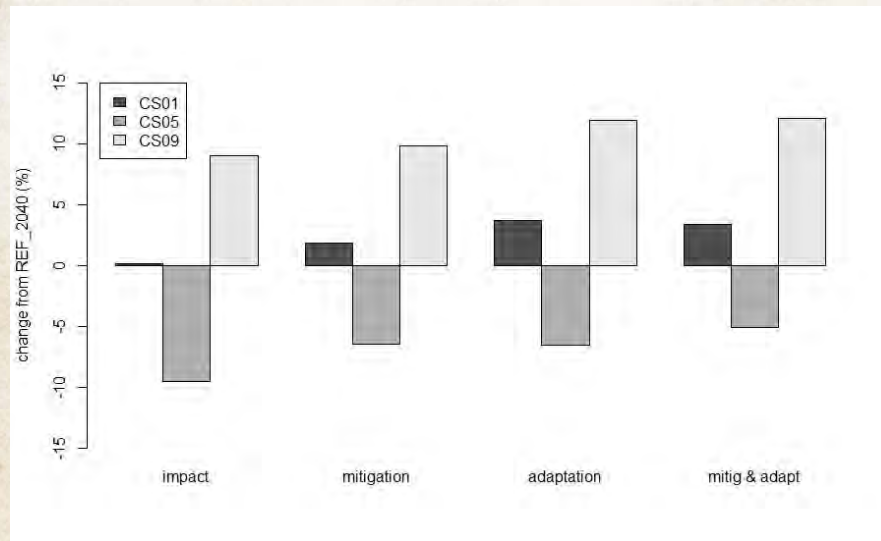 CS01
CS05
CS09
change from REF_2040 (%)
15
10
5
0
-5
-10
-15
impact mitigation adaptation mitig & adapt